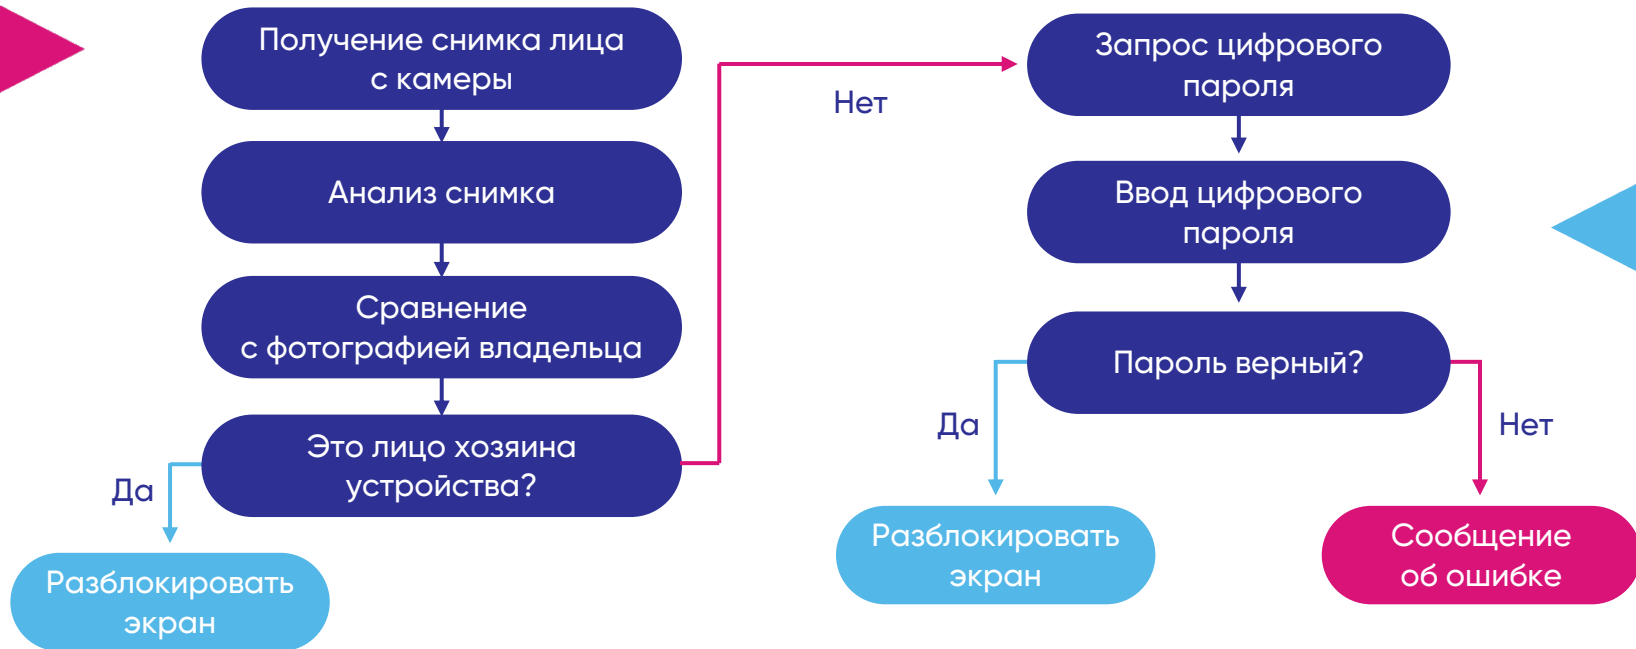 Получение снимка лица
с камеры
Анализ снимка
Сравнение
с фотографией владельца
Это лицо хозяина
устройства?
Да
Разблокировать
экран
Нет
Запрос цифрового
пароля
Ввод цифрового
пароля
Пароль верный?
Да
Нет
Разблокировать
экран
Сообщение
об ошибке